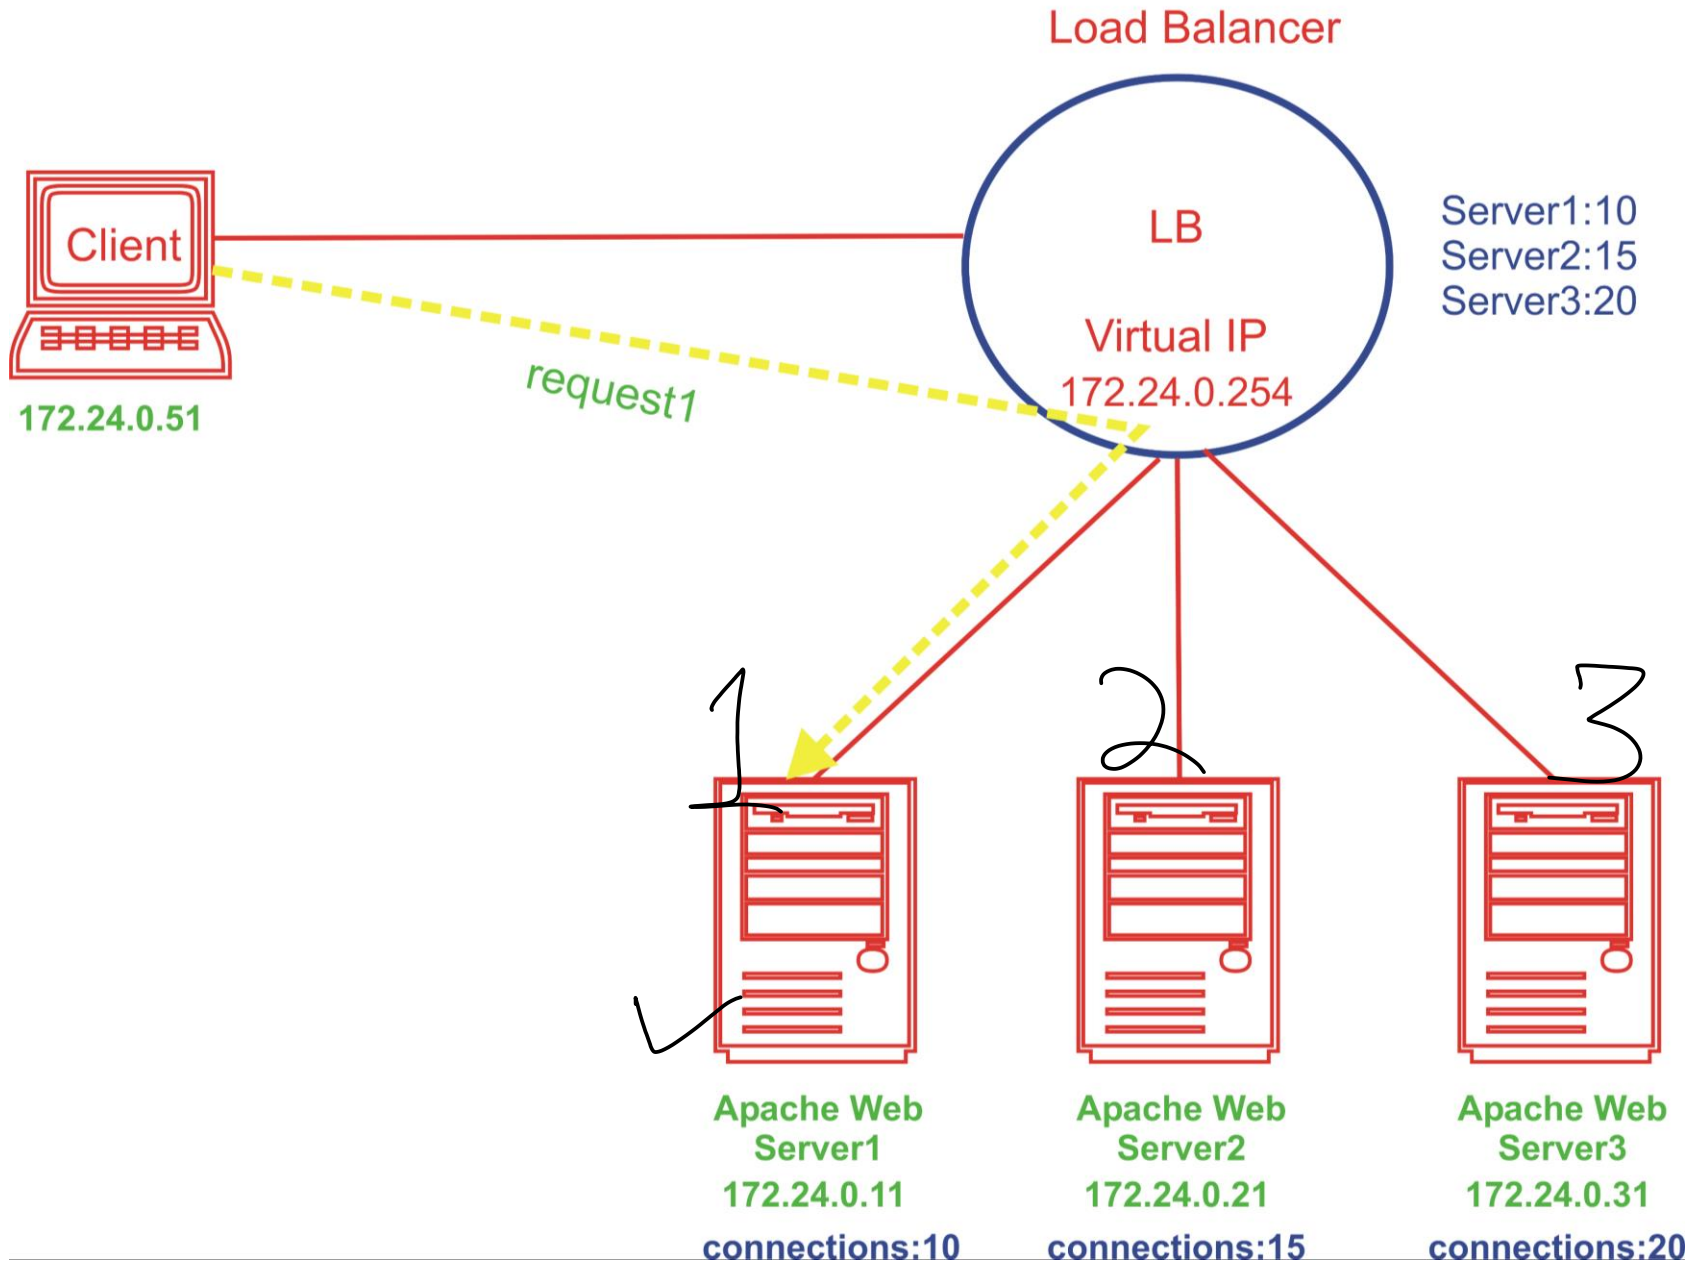 Load Balancer
Client
172.24.0.51
request1
LB
Virtual IP
172.24.0.254
Server1:10
Server2:15
Server3:20
1
2
3
Apache Web
Server1
172.24.0.11
connections:10
Apache Web
Server2
172.24.0.21
connections:15
Apache Web
Server3
172.24.0.31
connections:20